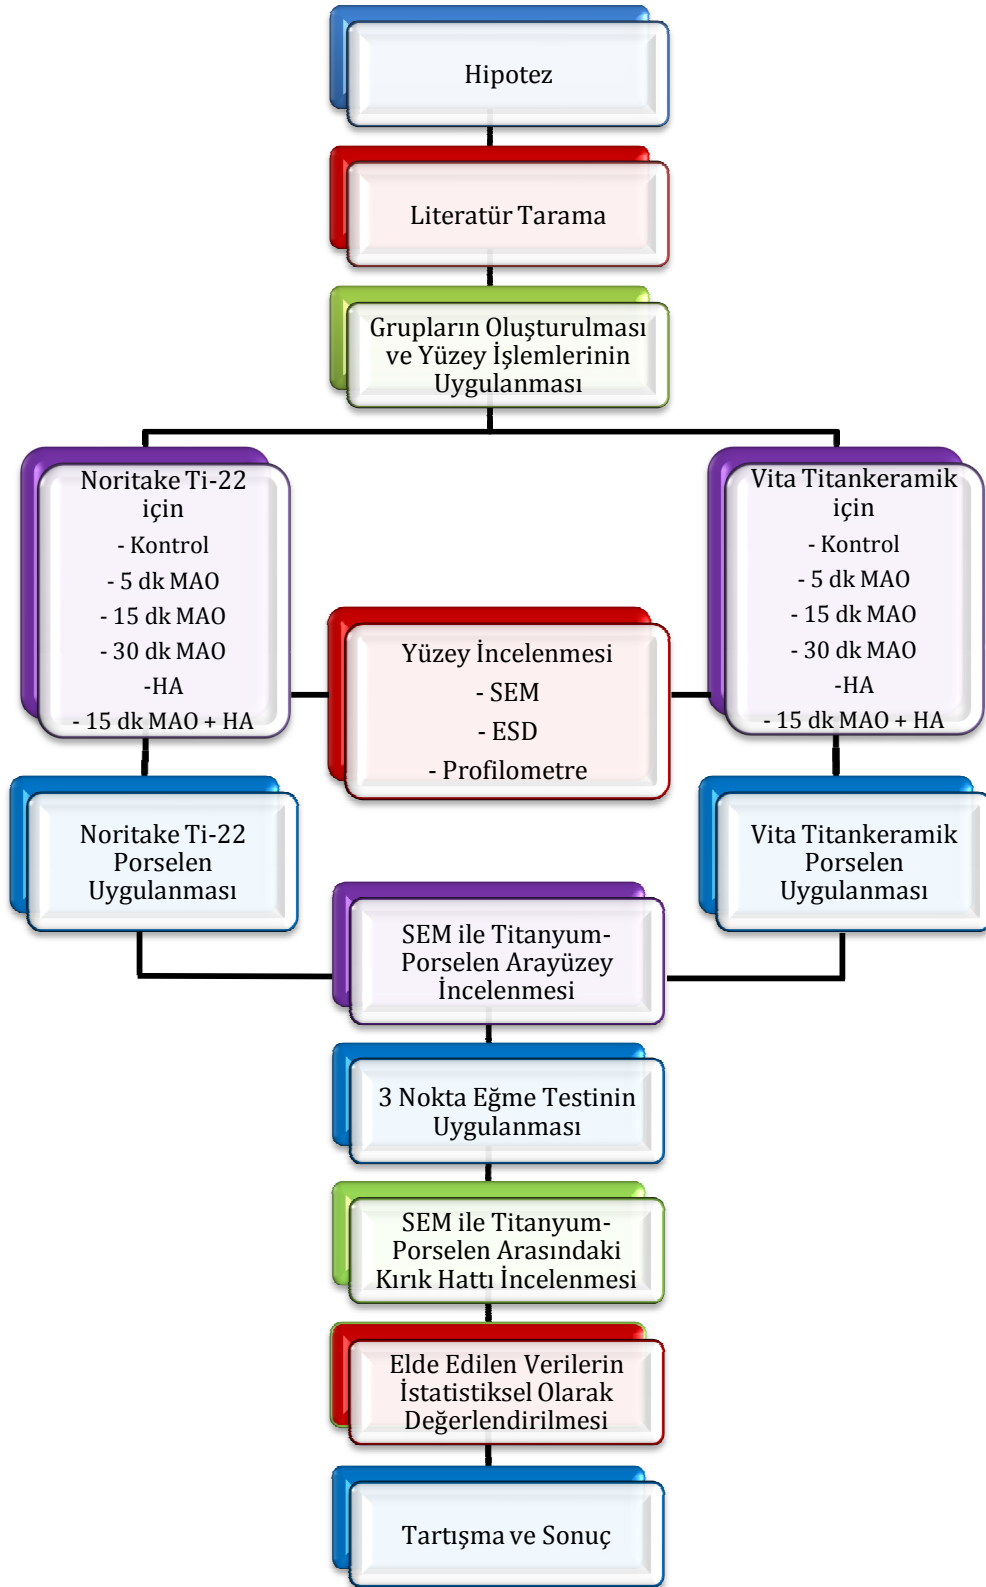 Hipotez
Literatür Tarama
Grupların Oluşturulması
ve Yüzey İşlemlerinin
Uygulanması
Noritake Ti-22
için
- Kontrol
- 5 dk MAO
- 15 dk MAO
- 30 dk MAO
-HA
- 15 dk MAO + HA
Vita Titankeramik
için
- Kontrol
- 5 dk MAO
- 15 dk MAO
- 30 dk MAO
-HA
- 15 dk MAO + HA
Yüzey İncelenmesi
- SEM
- ESD
- Profilometre
Noritake Ti-22
Porselen
Uygulanması
Vita Titankeramik
Porselen
Uygulanması
SEM ile Titanyum-
Porselen Arayüzey
İncelenmesi
3 Nokta Eğme Testinin
Uygulanması
SEM ile Titanyum-
Porselen Arasındaki
Kırık Hattı İncelenmesi
Elde Edilen Verilerin
İstatistiksel Olarak
Değerlendirilmesi
Tartışma ve Sonuç